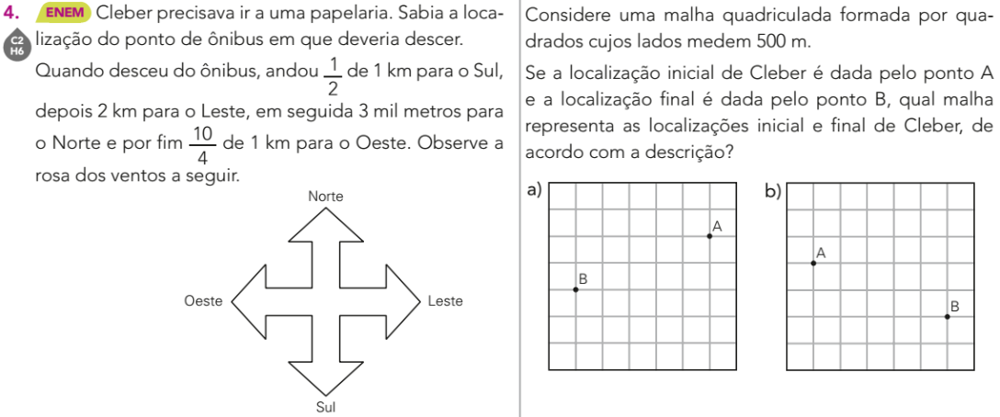 4. ENEM Cleber precisava ir a uma papelaria. Sabia a loca-
C2 H6 lização do ponto de ônibus em que deveria descer.
Quando desceu do ônibus, andou 1/2 de 1 km para o Sul,
depois 2 km para o Leste, em seguida 3 mil metros para
o Norte e por fim 10/4 de 1 km para o Oeste. Observe a
rosa dos ventos a seguir.
Norte
Oeste
Leste
Sul
Considere uma malha quadriculada formada por qua-
drados cujos lados medem 500 m.
Se a localização inicial de Cleber é dada pelo ponto A
e a localização final é dada pelo ponto B, qual malha
representa as localizações inicial e final de Cleber, de
acordo com a descrição?
a)
A
B
b)
A
B